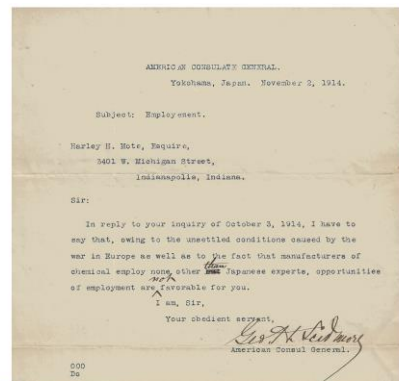 AMERICAN CONSULATE GENERAL.
Yokohama, Japan. November 2, 1914.
Subject: Employment.
Harley H. Mote, Esquire,
3401 W. Michigan Street,
Indianapolis, Indiana.
Sir:
In reply to your inquiry of October 3, 1914, I have to
say that, owing to the unsettled conditions caused by the
war in Europe as well as to the fact that manufacturers of
chemical employ none other than Japanese experts, opportunities
of employment are not favorable for you.
I am, Sir,
Your obedient servant,
Geo H Scidmore
American Consul General.
Do